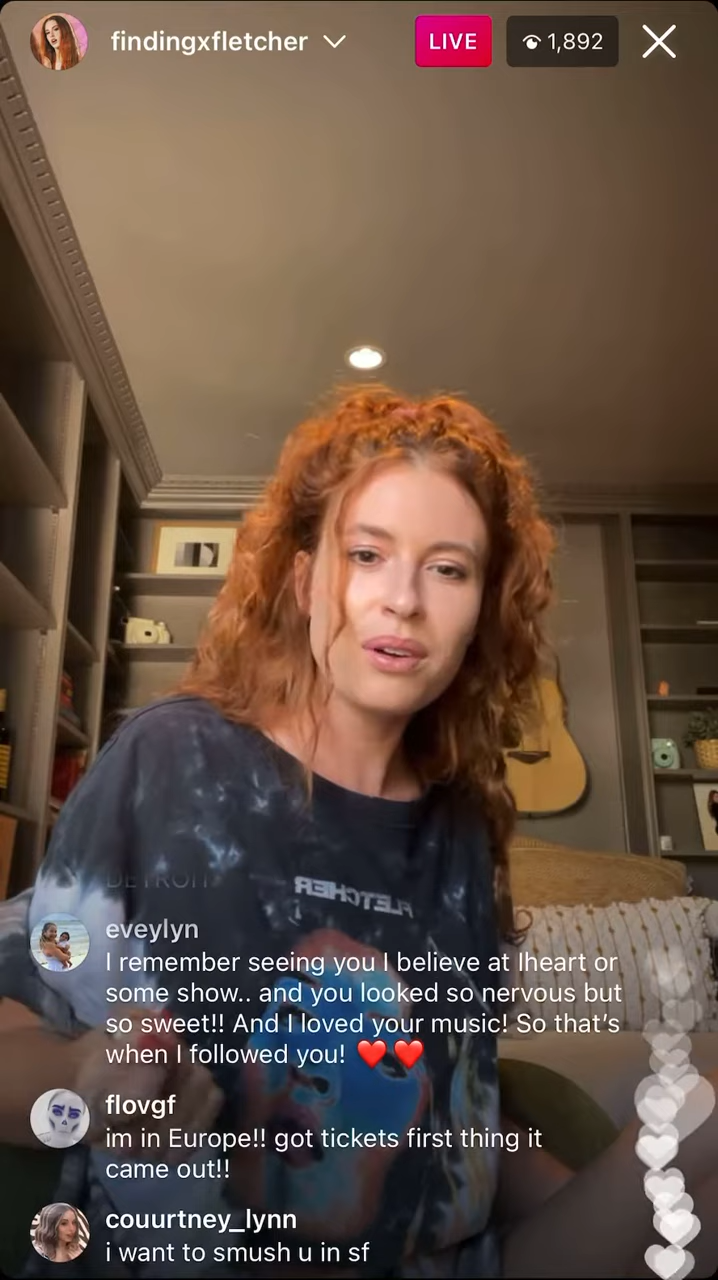 findingxfletcher
LIVE
1,892
DETROIT
FLETCHER
eveylyn
I remember seeing you I believe at Iheart or
some show.. and you looked so nervous but
so sweet!! And I loved your music! So that’s
when I followed you! ❤️❤️
flovgf
im in Europe!! got tickets first thing it
came out!!
couurtney_lynn
i want to smush u in sf